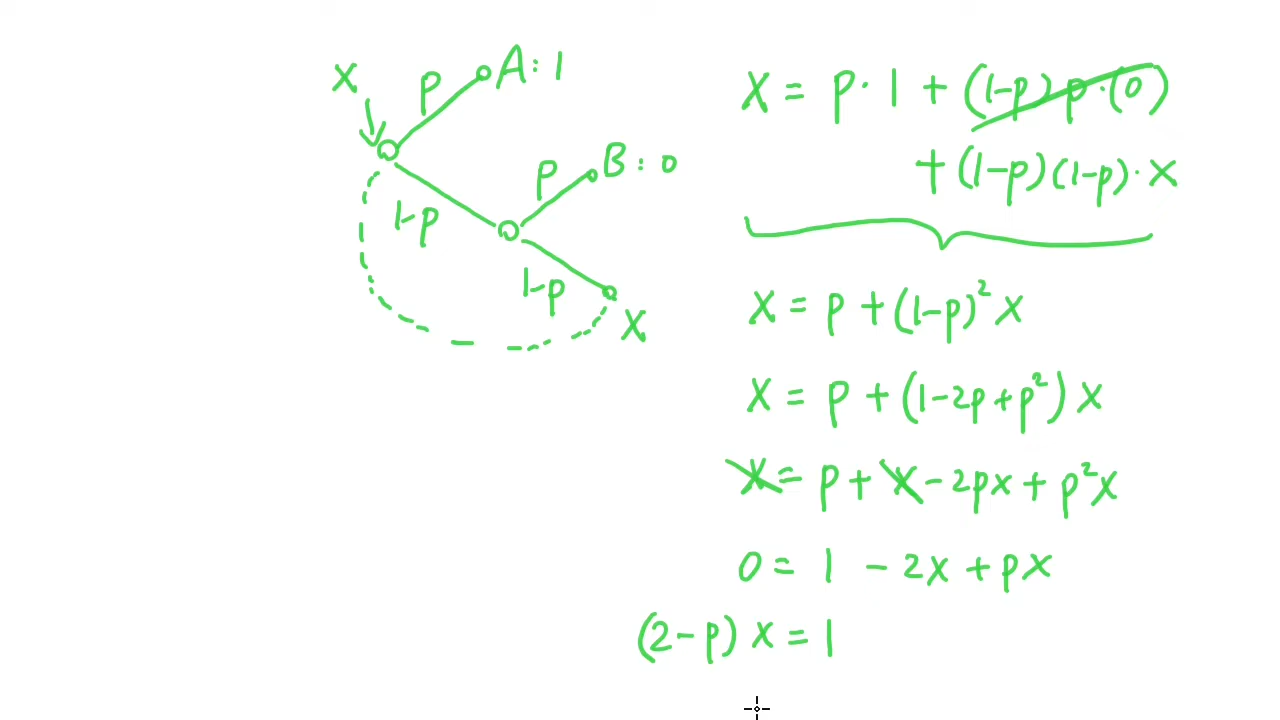 X
p
A: 1
1-p
p
B: 0
1-p
X
X = p · 1 + (1-p) p · (0)
+ (1-p)(1-p) · X
X = p + (1-p)² X
X = p + (1 - 2p + p²) X
X = p + X - 2px + p²X
0 = 1 - 2X + pX
(2-p) X = 1